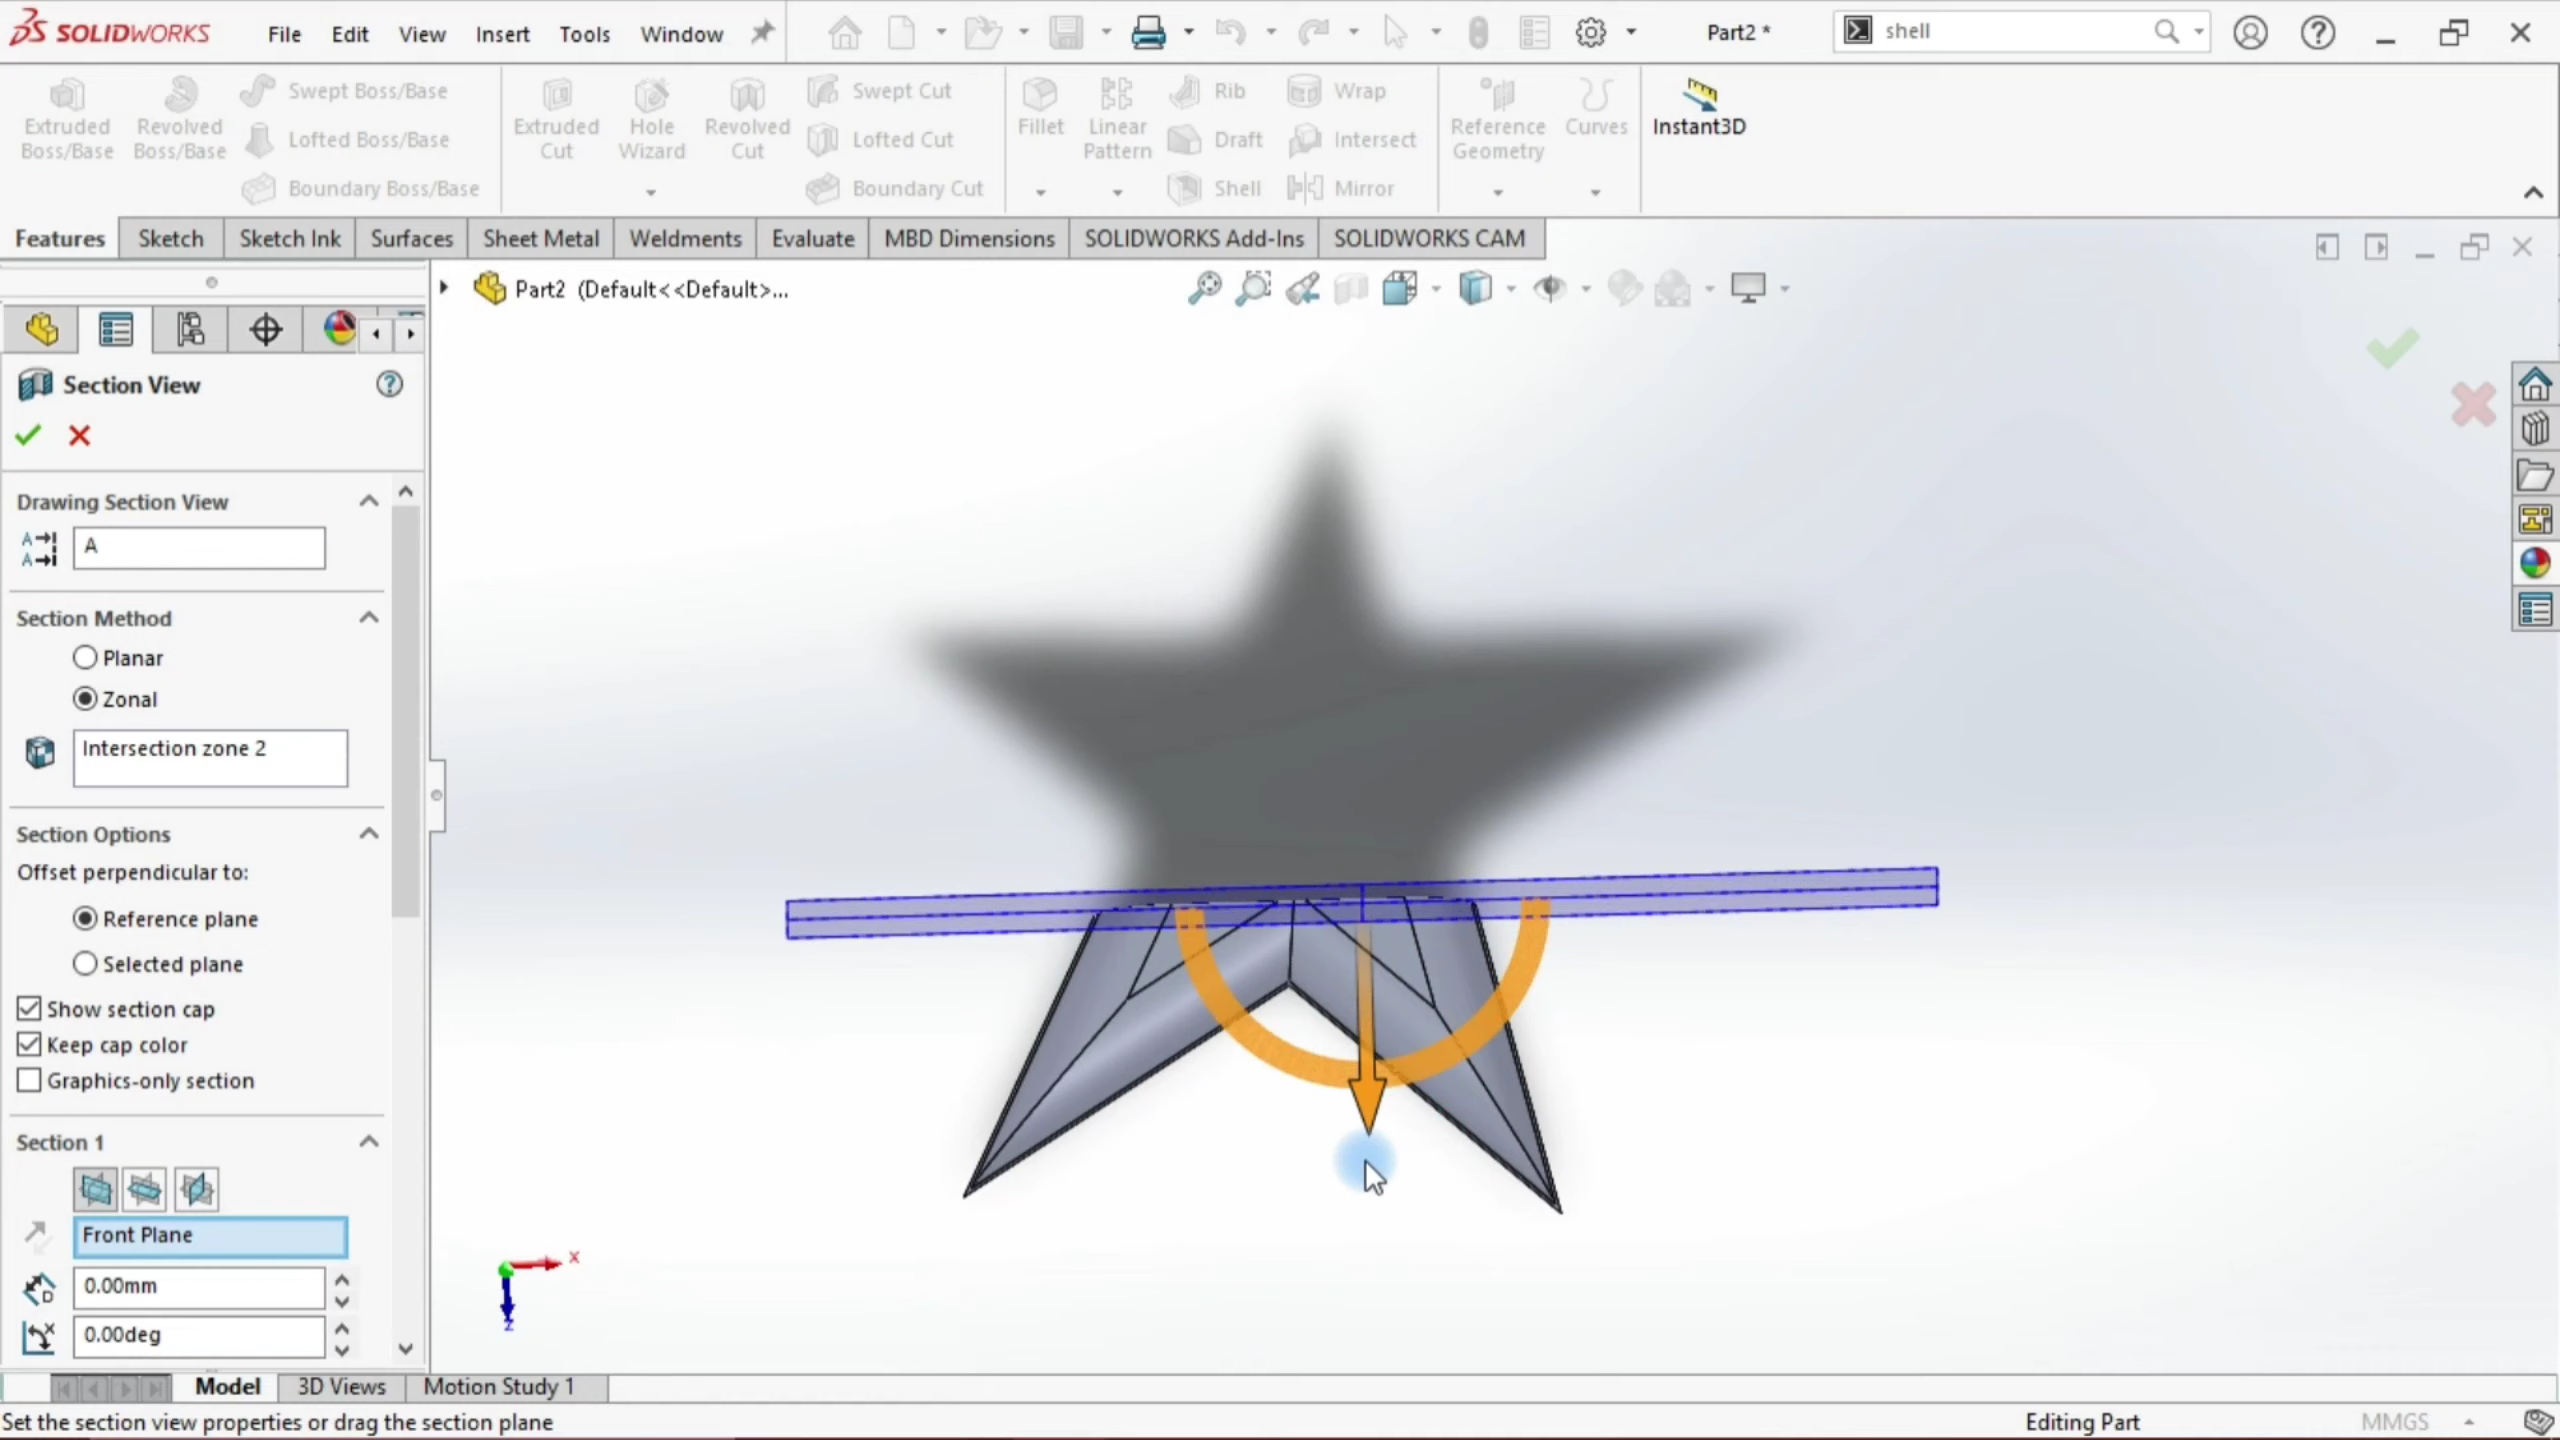 SOLIDWORKS File Edit View Insert Tools Window Part2 * shell
Extruded Boss/Base
Revolved Boss/Base
Swept Boss/Base
Lofted Boss/Base
Boundary Boss/Base
Extruded Cut
Hole Wizard
Revolved Cut
Swept Cut
Lofted Cut
Boundary Cut
Fillet
Linear Pattern
Rib
Draft
Shell
Wrap
Intersect
Mirror
Reference Geometry
Curves
Instant3D
Features Sketch Sketch Ink Surfaces Sheet Metal Weldments Evaluate MBD Dimensions SOLIDWORKS Add-Ins SOLIDWORKS CAM
Part2 (Default<<Default>...
Section View
Drawing Section View
A
Section Method
Planar
Zonal
Intersection zone 2
Section Options
Offset perpendicular to:
Reference plane
Selected plane
Show section cap
Keep cap color
Graphics-only section
Section 1
Front Plane
0.00mm
0.00deg
X
Z
Model 3D Views Motion Study 1
Set the section view properties or drag the section plane
Editing Part MMGS